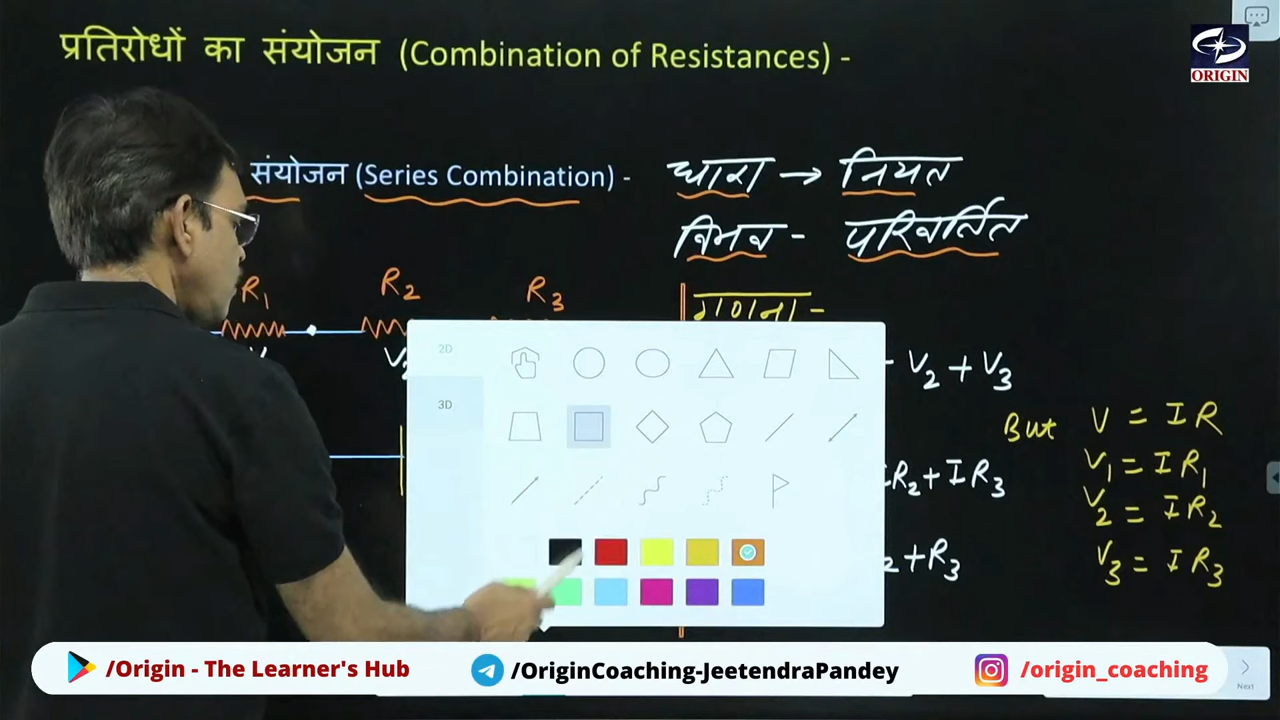 प्रतिरोधों का संयोजन (Combination of Resistances) -
ORIGIN
संयोजन (Series Combination) -
धारा → नियत
विभव - परिवर्तित
R1 R2 R3
गणना -
V2 + V3
2D
3D
But V = IR
V1 = IR1
R2 + IR3
V2 = IR2
+ R3
V3 = IR3
/Origin - The Learner's Hub
/OriginCoaching-JeetendraPandey
/origin_coaching
Next